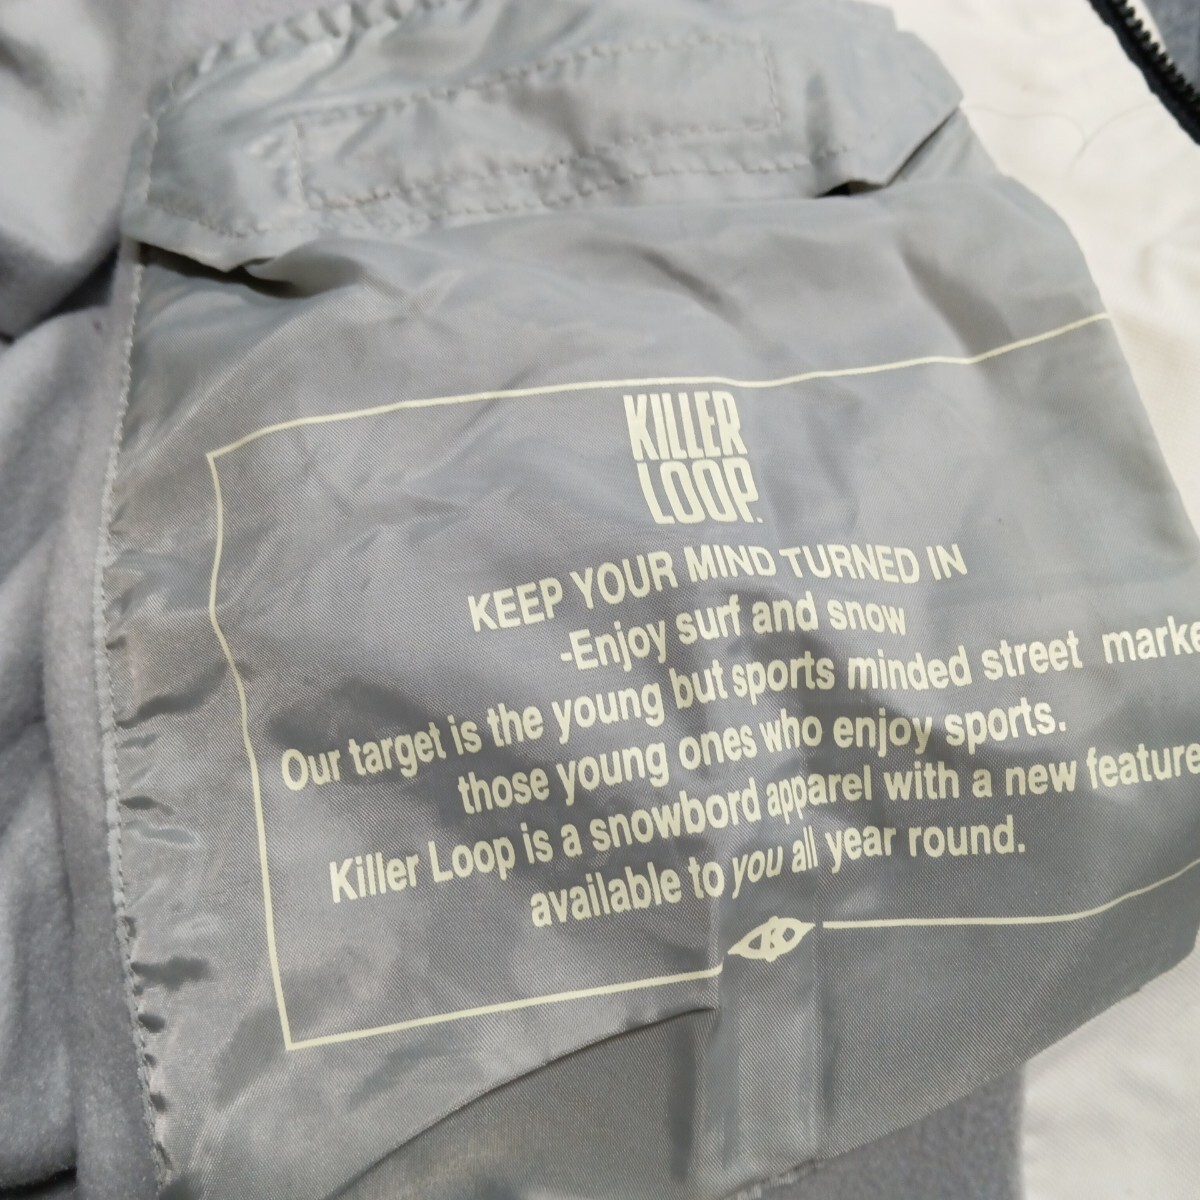 KILLER
LOOP.
KEEP YOUR MIND TURNED IN
-Enjoy surf and snow
Our target is the young but sports minded street marke
those young ones who enjoy sports.
Killer Loop is a snowbord apparel with a new feature
available to you all year round.
K